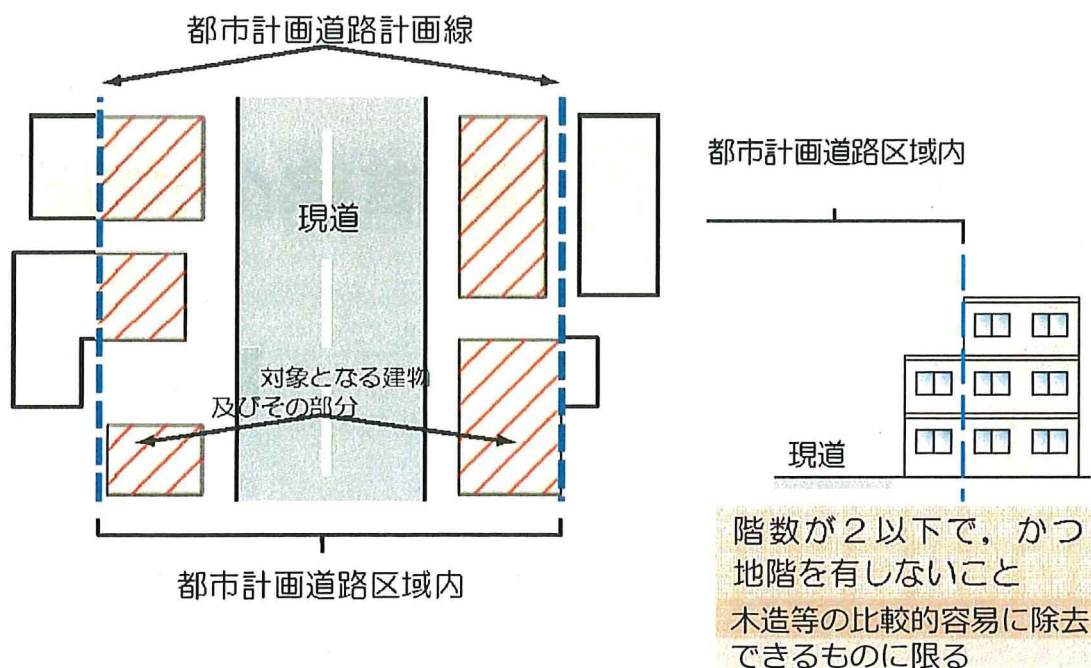 都市計画道路計画線
都市計画道路区域内
現道
対象となる建物
及びその部分
現道
都市計画道路区域内
階数が２以下で，かつ
地階を有しないこと
木造等の比較的容易に除去
できるものに限る